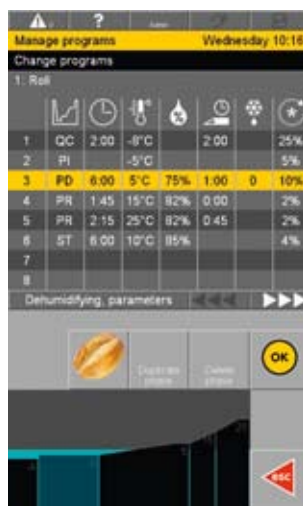 ?
Manage programs Wednesday 10:16
Change programs
1: Roll
%
1 QC 2:00 -8°C 2:00 25%
2 PI -5°C 5%
3 PD 6:00 5°C 75% 1:00 0 10%
4 PR 1:45 15°C 82% 0:00 2%
5 PR 2:15 25°C 82% 0:45 2%
6 ST 6:00 10°C 85% 4%
7
8
Dehumidifying, parameters
Duplicate phase Delete phase OK
esc